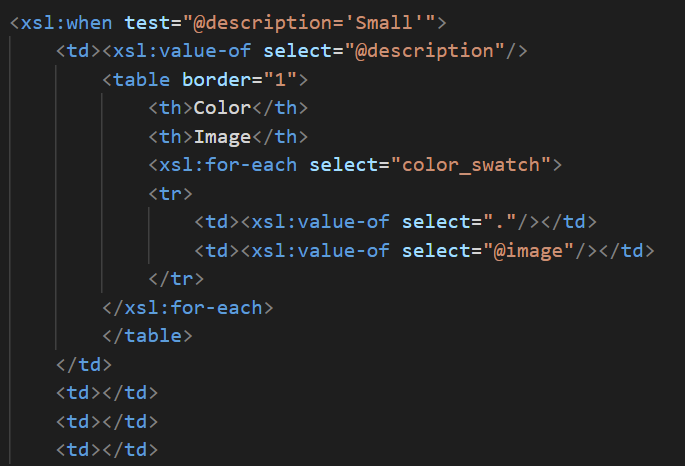 <xsl:when test="@description='Small'">
<td><xsl:value-of select="@description"/>
<table border="1">
<th>Color</th>
<th>Image</th>
<xsl:for-each select="color_swatch">
<tr>
<td><xsl:value-of select="."/></td>
<td><xsl:value-of select="@image"/></td>
</tr>
</xsl:for-each>
</table>
</td>
<td></td>
<td></td>
<td></td>